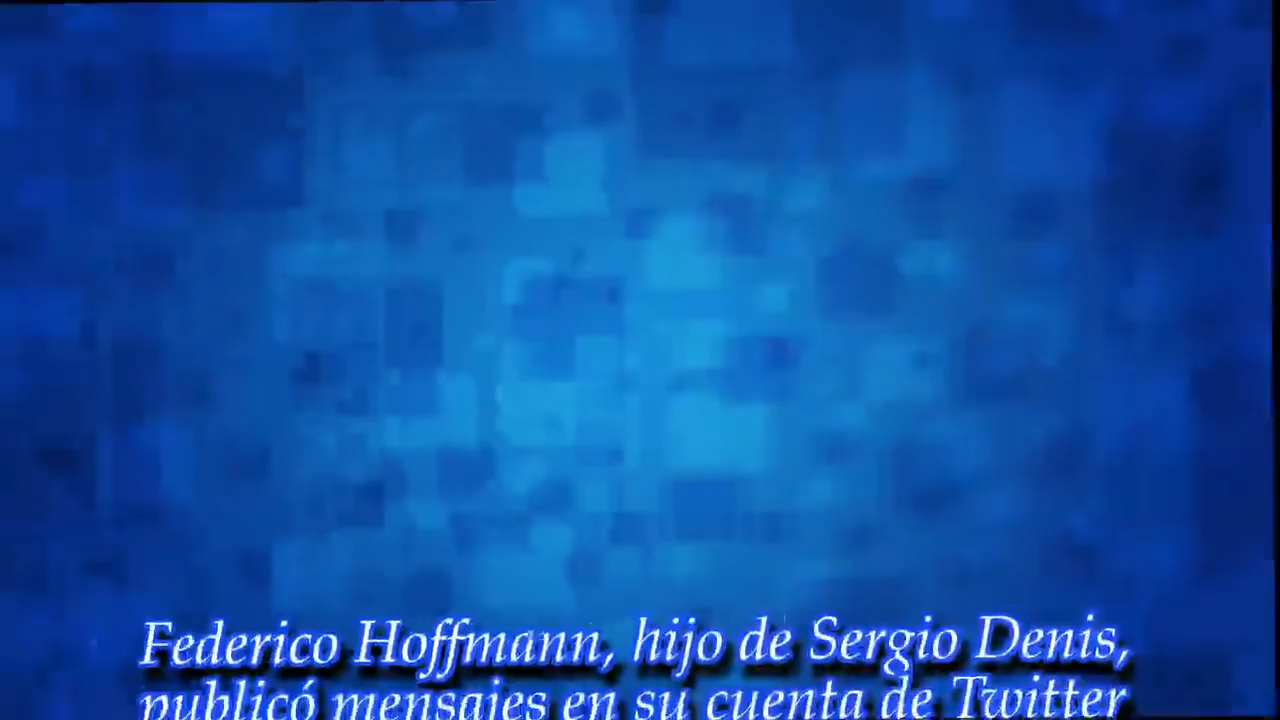 Federico Hoffmann, hijo de Sergio Denis,
publicó mensajes en su cuenta de Twitter